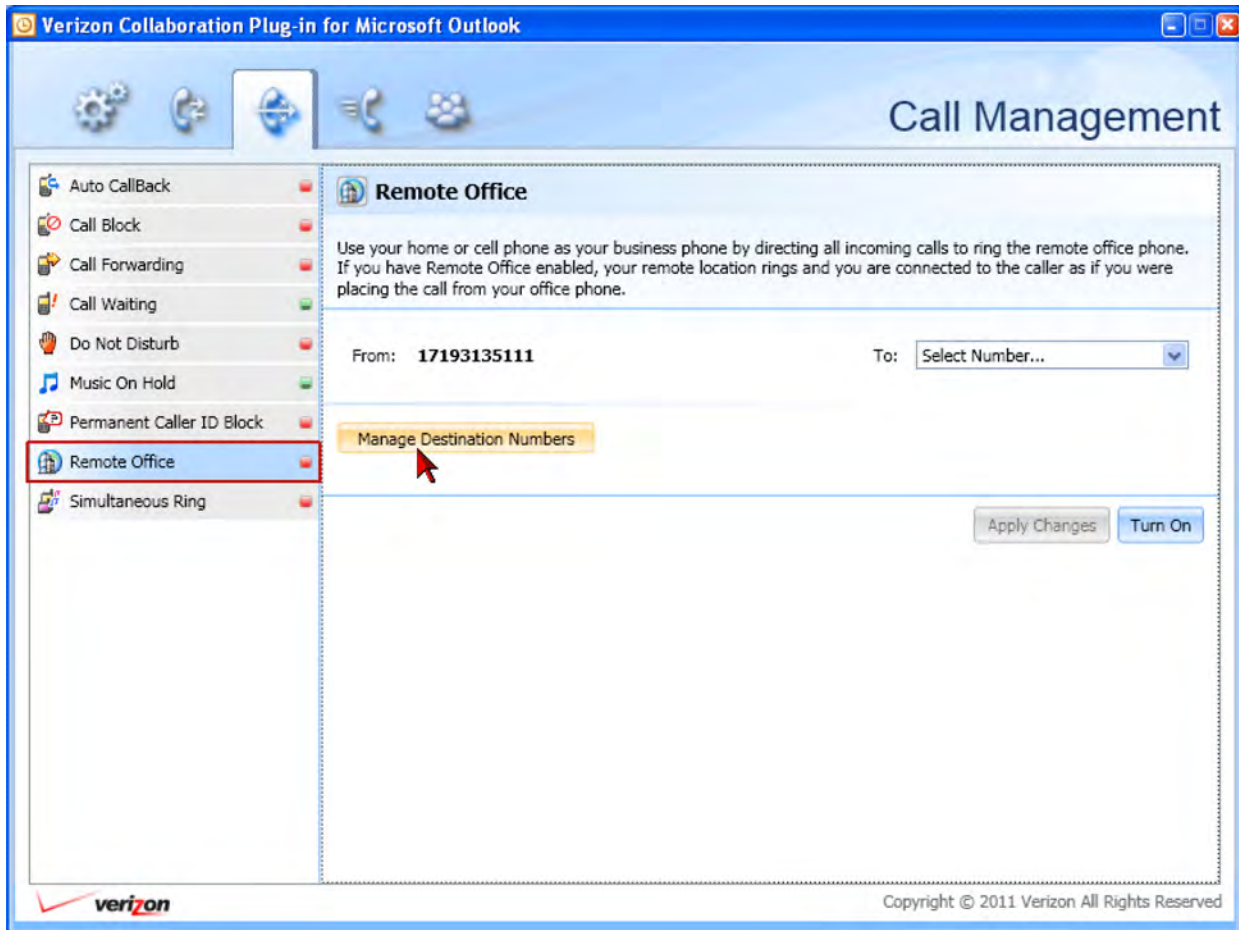 Verizon Collaboration Plug-in for Microsoft Outlook
Call Management
Auto CallBack
Call Block
Call Forwarding
Call Waiting
Do Not Disturb
Music On Hold
Permanent Caller ID Block
Remote Office
Simultaneous Ring
Remote Office
Use your home or cell phone as your business phone by directing all incoming calls to ring the remote office phone.
If you have Remote Office enabled, your remote location rings and you are connected to the caller as if you were
placing the call from your office phone.
From: 17193135111 To: Select Number...
Manage Destination Numbers
Apply Changes Turn On
verizon Copyright © 2011 Verizon All Rights Reserved